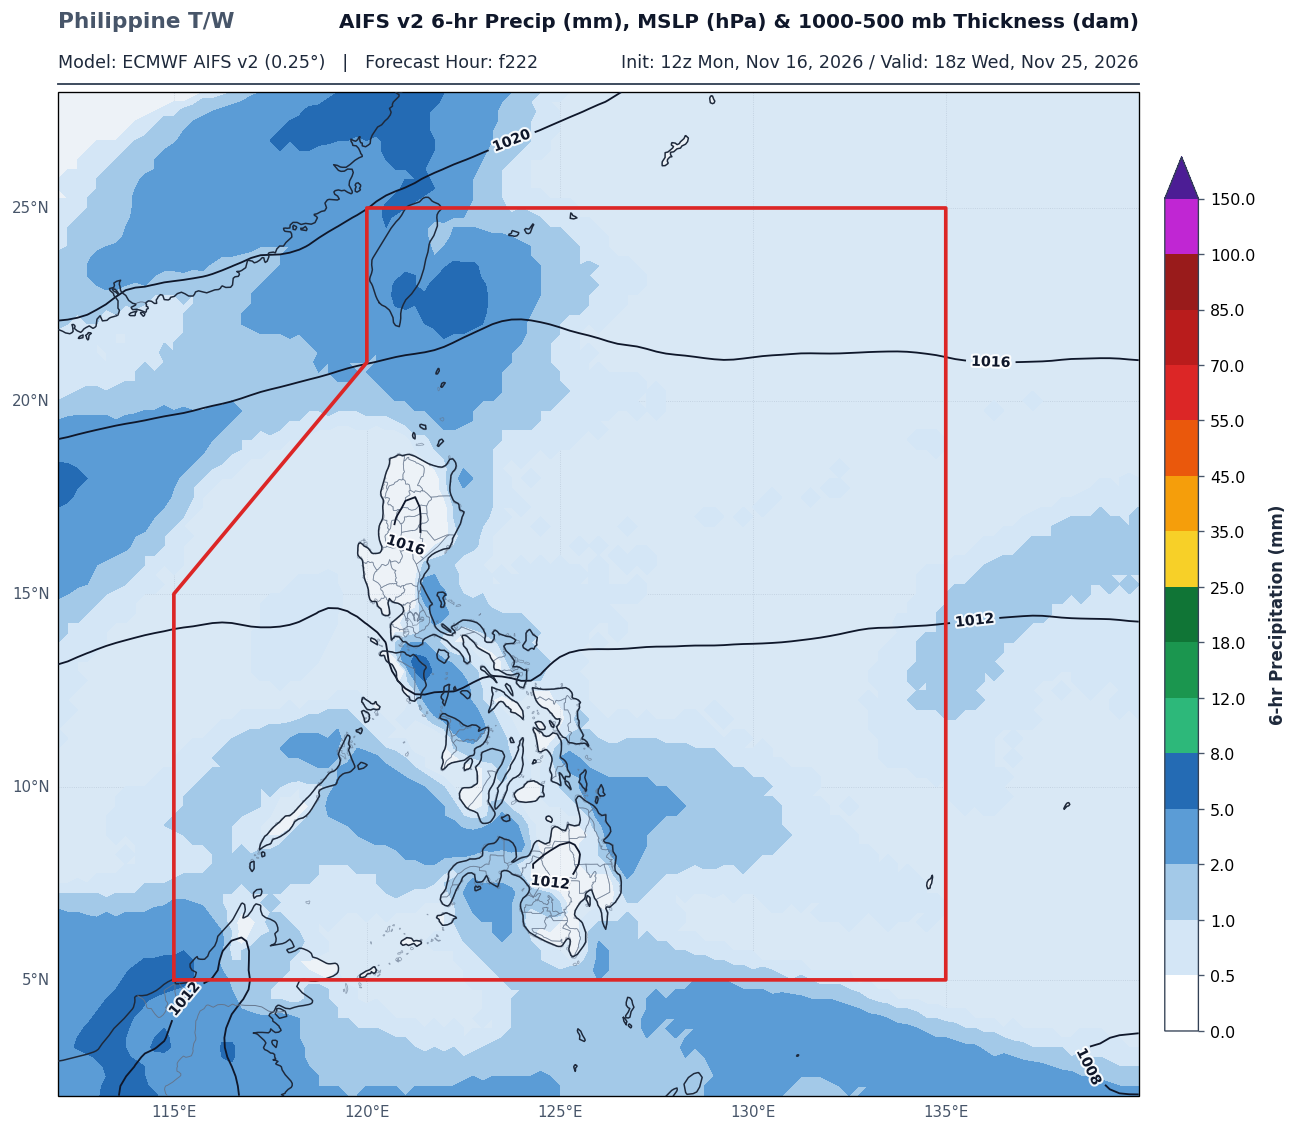 Philippine T/W
AIFS v2 6-hr Precip (mm), MSLP (hPa) & 1000-500 mb Thickness (dam)
Model: ECMWF AIFS v2 (0.25°)   |   Forecast Hour: f222
Init: 12z Mon, Nov 16, 2026 / Valid: 18z Wed, Nov 25, 2026
1020
25°N
1016
20°N
1016
15°N
1012
10°N
1012
5°N
1012
1008
115°E
120°E
125°E
130°E
135°E
150.0
100.0
85.0
70.0
55.0
45.0
35.0
25.0
18.0
12.0
8.0
5.0
2.0
1.0
0.5
0.0
6-hr Precipitation (mm)